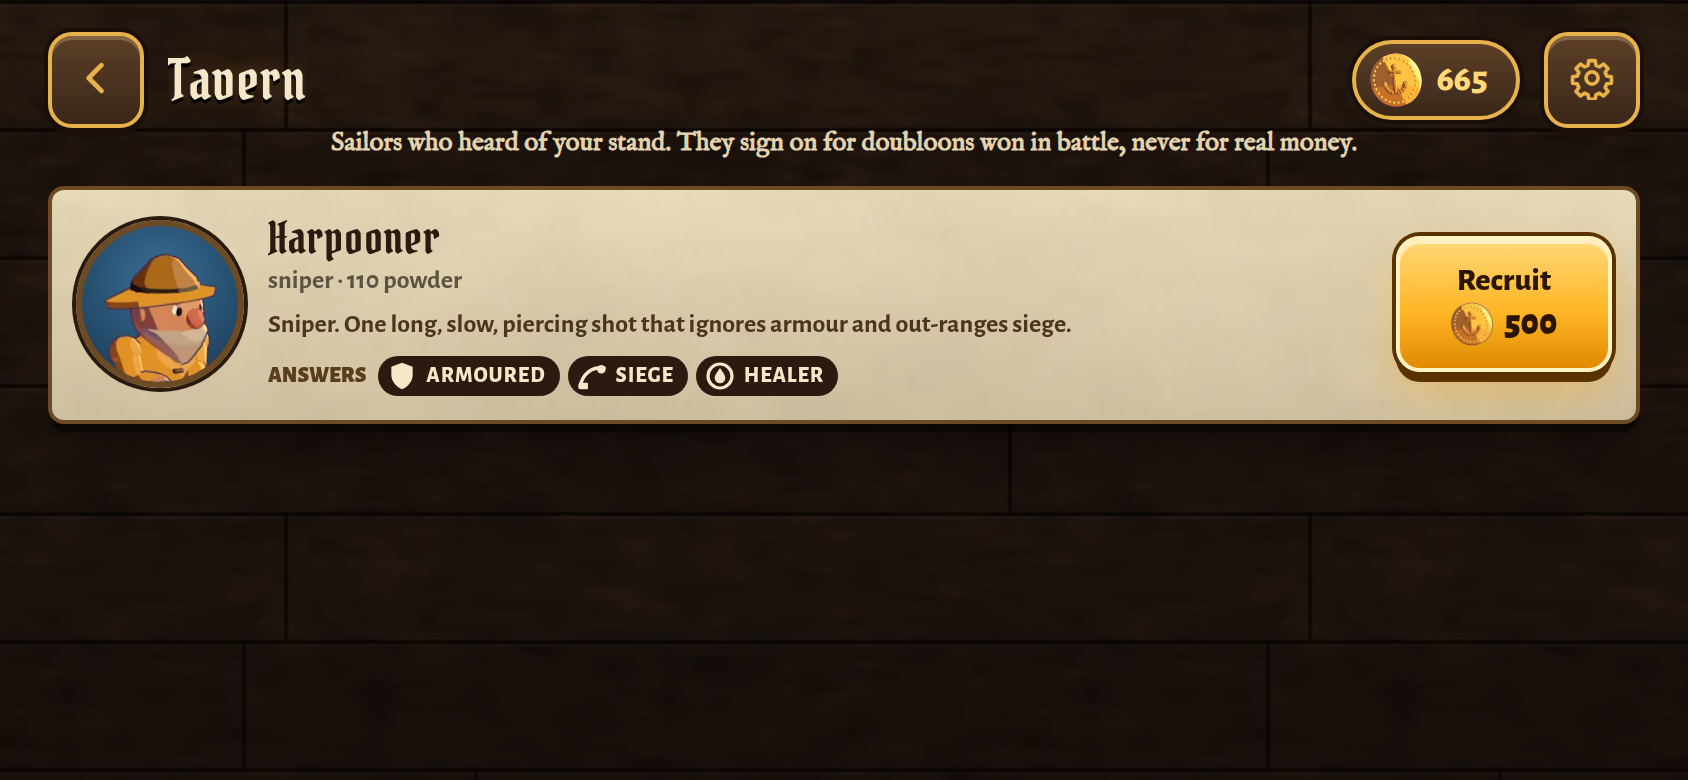 Tavern
665
Sailors who heard of your stand. They sign on for doubloons won in battle, never for real money.
Harpooner
sniper · 110 powder
Sniper. One long, slow, piercing shot that ignores armour and out-ranges siege.
ANSWERS ARMOURED SIEGE HEALER
Recruit
500